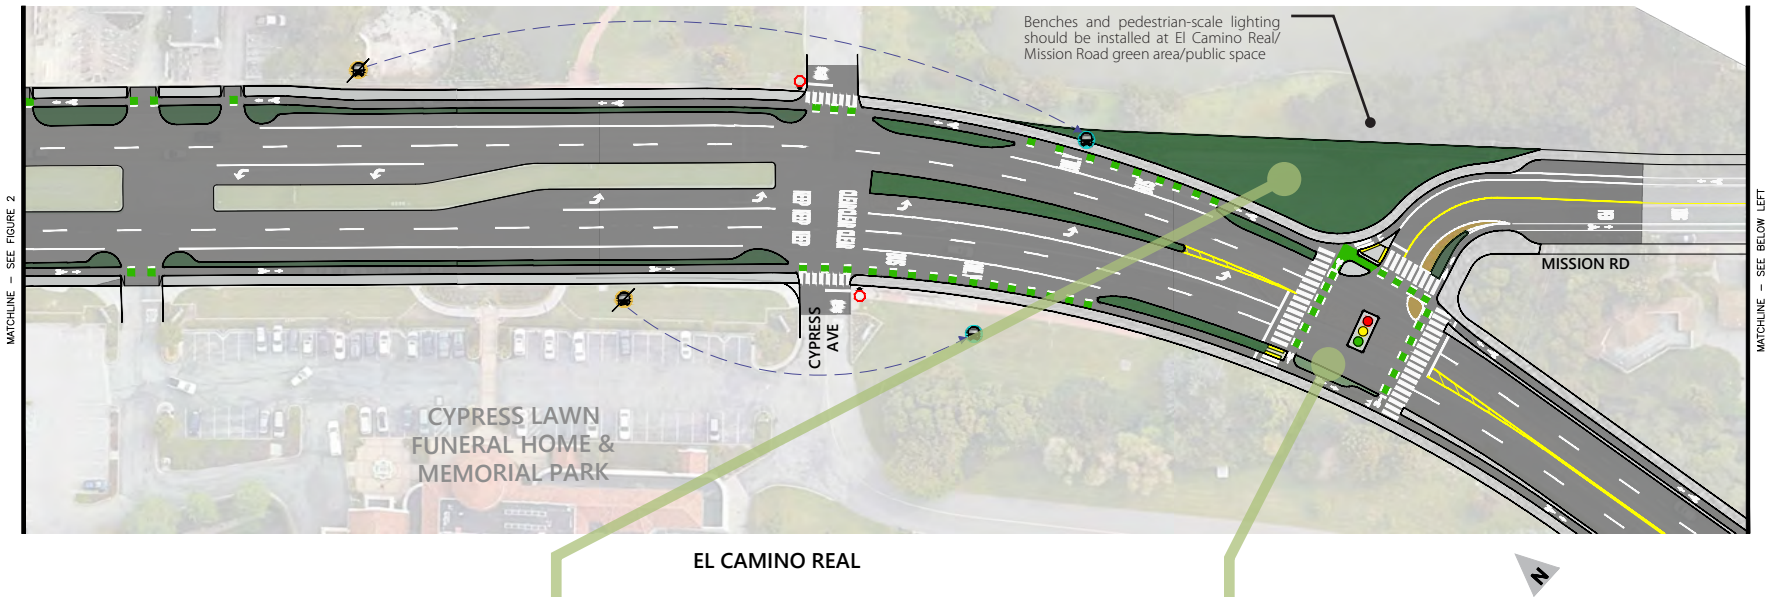 Benches and pedestrian-scale lighting
should be installed at El Camino Real/
Mission Road green area/public space
MATCHLINE - SEE FIGURE 2
MATCHLINE - SEE BELOW LEFT
MISSION RD
CYPRESS
AVE
KEEP
CLEAR
CYPRESS LAWN
FUNERAL HOME &
MEMORIAL PARK
EL CAMINO REAL
N